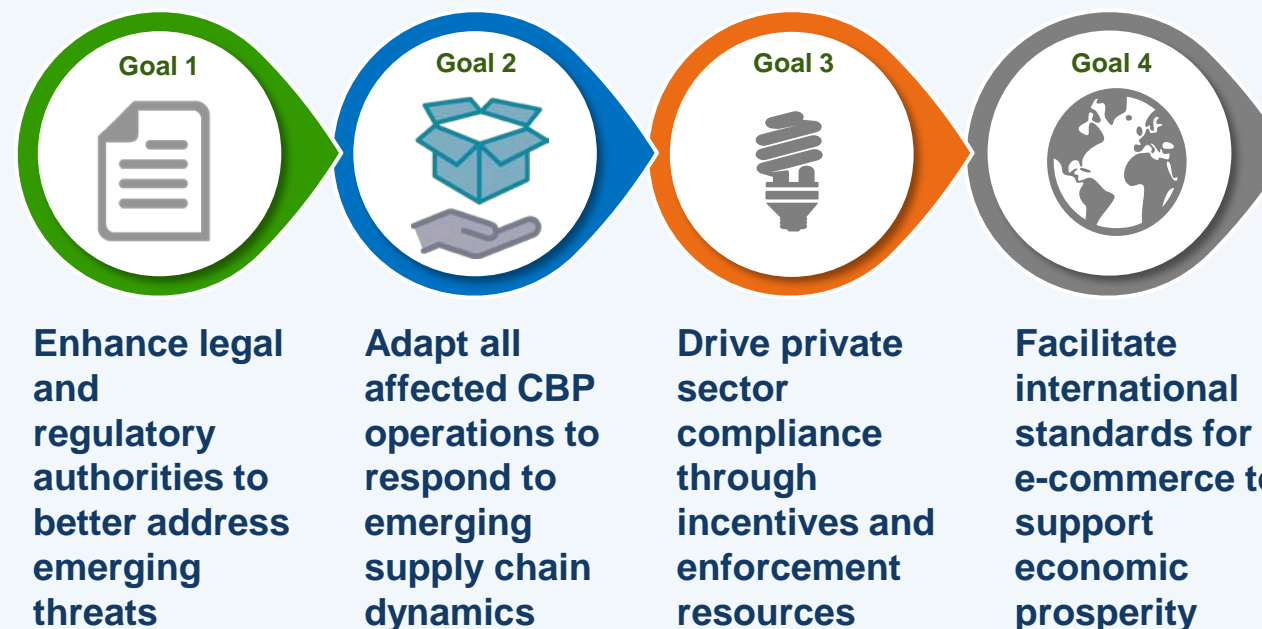 Goal 1
Enhance legal
and
regulatory
authorities to
better address
emerging
threats
Goal 2
Adapt all
affected CBP
operations to
respond to
emerging
supply chain
dynamics
Goal 3
Drive private
sector
compliance
through
incentives and
enforcement
resources
Goal 4
Facilitate
international
standards for
e-commerce to
support
economic
prosperity